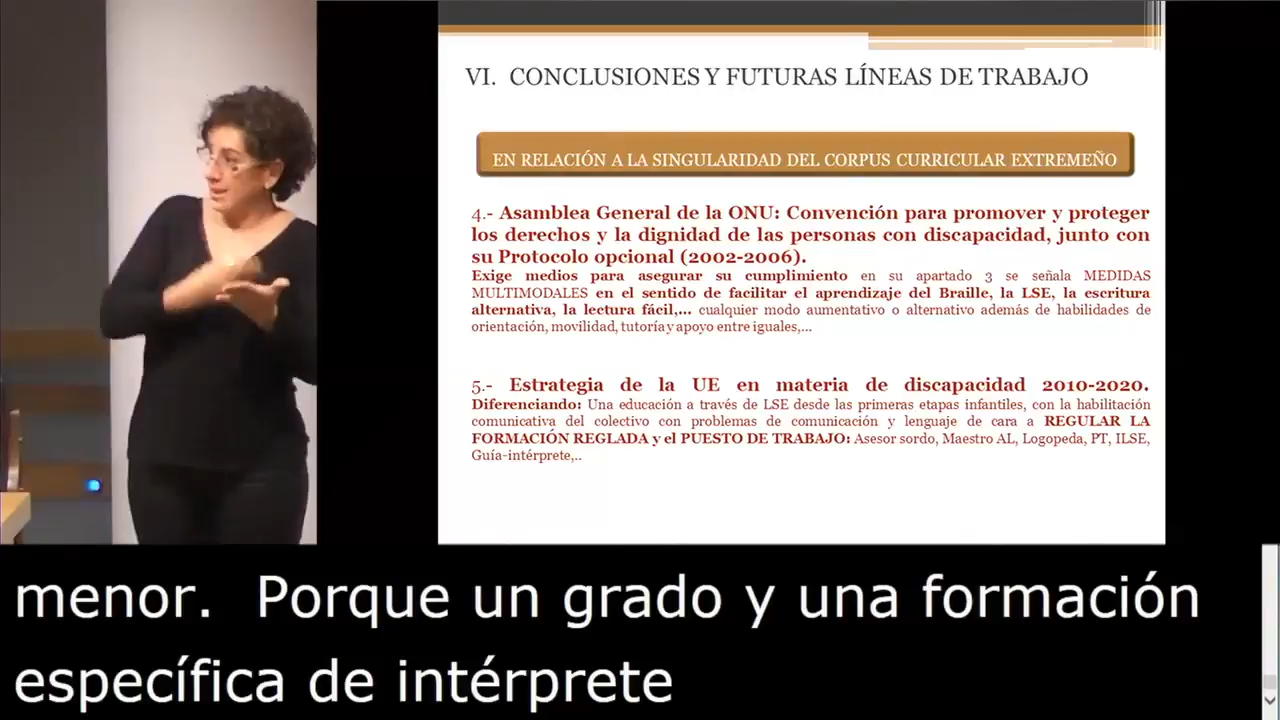 VI. CONCLUSIONES Y FUTURAS LÍNEAS DE TRABAJO
EN RELACIÓN A LA SINGULARIDAD DEL CORPUS CURRICULAR EXTREMEÑO
4.- Asamblea General de la ONU: Convención para promover y proteger
los derechos y la dignidad de las personas con discapacidad, junto con
su Protocolo opcional (2002-2006).
Exige medios para asegurar su cumplimiento en su apartado 3 se señala MEDIDAS
MULTIMODALES en el sentido de facilitar el aprendizaje del Braille, la LSE, la escritura
alternativa, la lectura fácil,... cualquier modo aumentativo o alternativo además de habilidades de
orientación, movilidad, tutoría y apoyo entre iguales,...
5.- Estrategia de la UE en materia de discapacidad 2010-2020.
Diferenciando: Una educación a través de LSE desde las primeras etapas infantiles, con la habilitación
comunicativa del colectivo con problemas de comunicación y lenguaje de cara a REGULAR LA
FORMACIÓN REGLADA y el PUESTO DE TRABAJO: Asesor sordo, Maestro AL, Logopeda, PT, ILSE,
Guía-intérprete,..
menor. Porque un grado y una formación
específica de intérprete